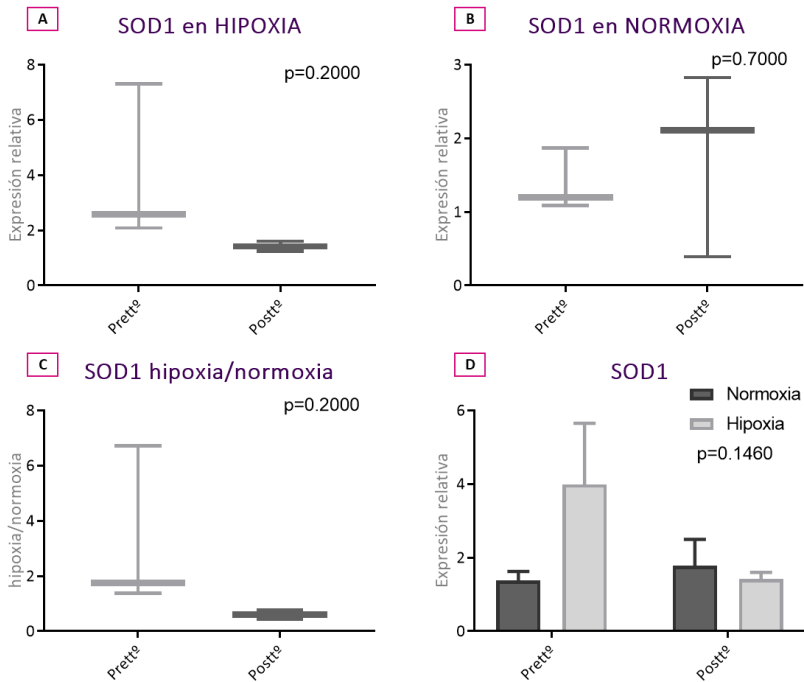 A
SOD1 en HIPOXIA
p=0.2000
Expresión relativa
8
6
4
2
0
Prettº
Posttº
B
SOD1 en NORMOXIA
p=0.7000
Expresión relativa
3
2
1
0
Prettº
Posttº
C
SOD1 hipoxia/normoxia
p=0.2000
hipoxia/normoxia
8
6
4
2
0
Prettº
Posttº
D
SOD1
Normoxia
Hipoxia
p=0.1460
Expresión relativa
6
4
2
0
Prettº
Posttº